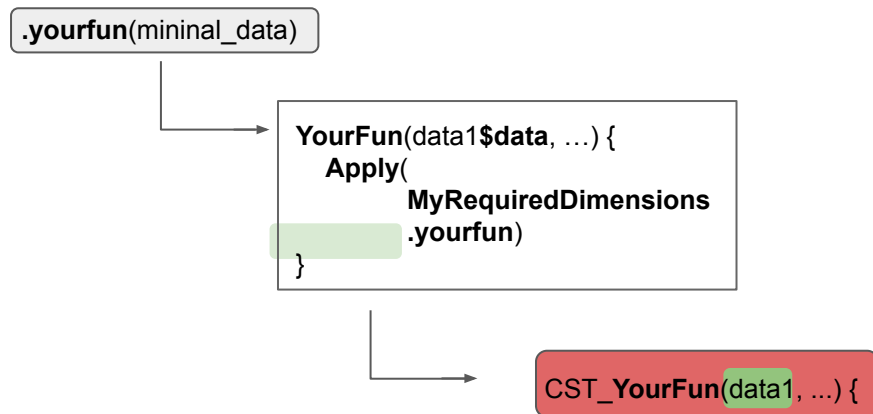 .yourfun(mininal_data)
YourFun(data1$data, …) {
Apply(
MyRequiredDimensions
.yourfun)
}
CST_YourFun(data1, ...) {